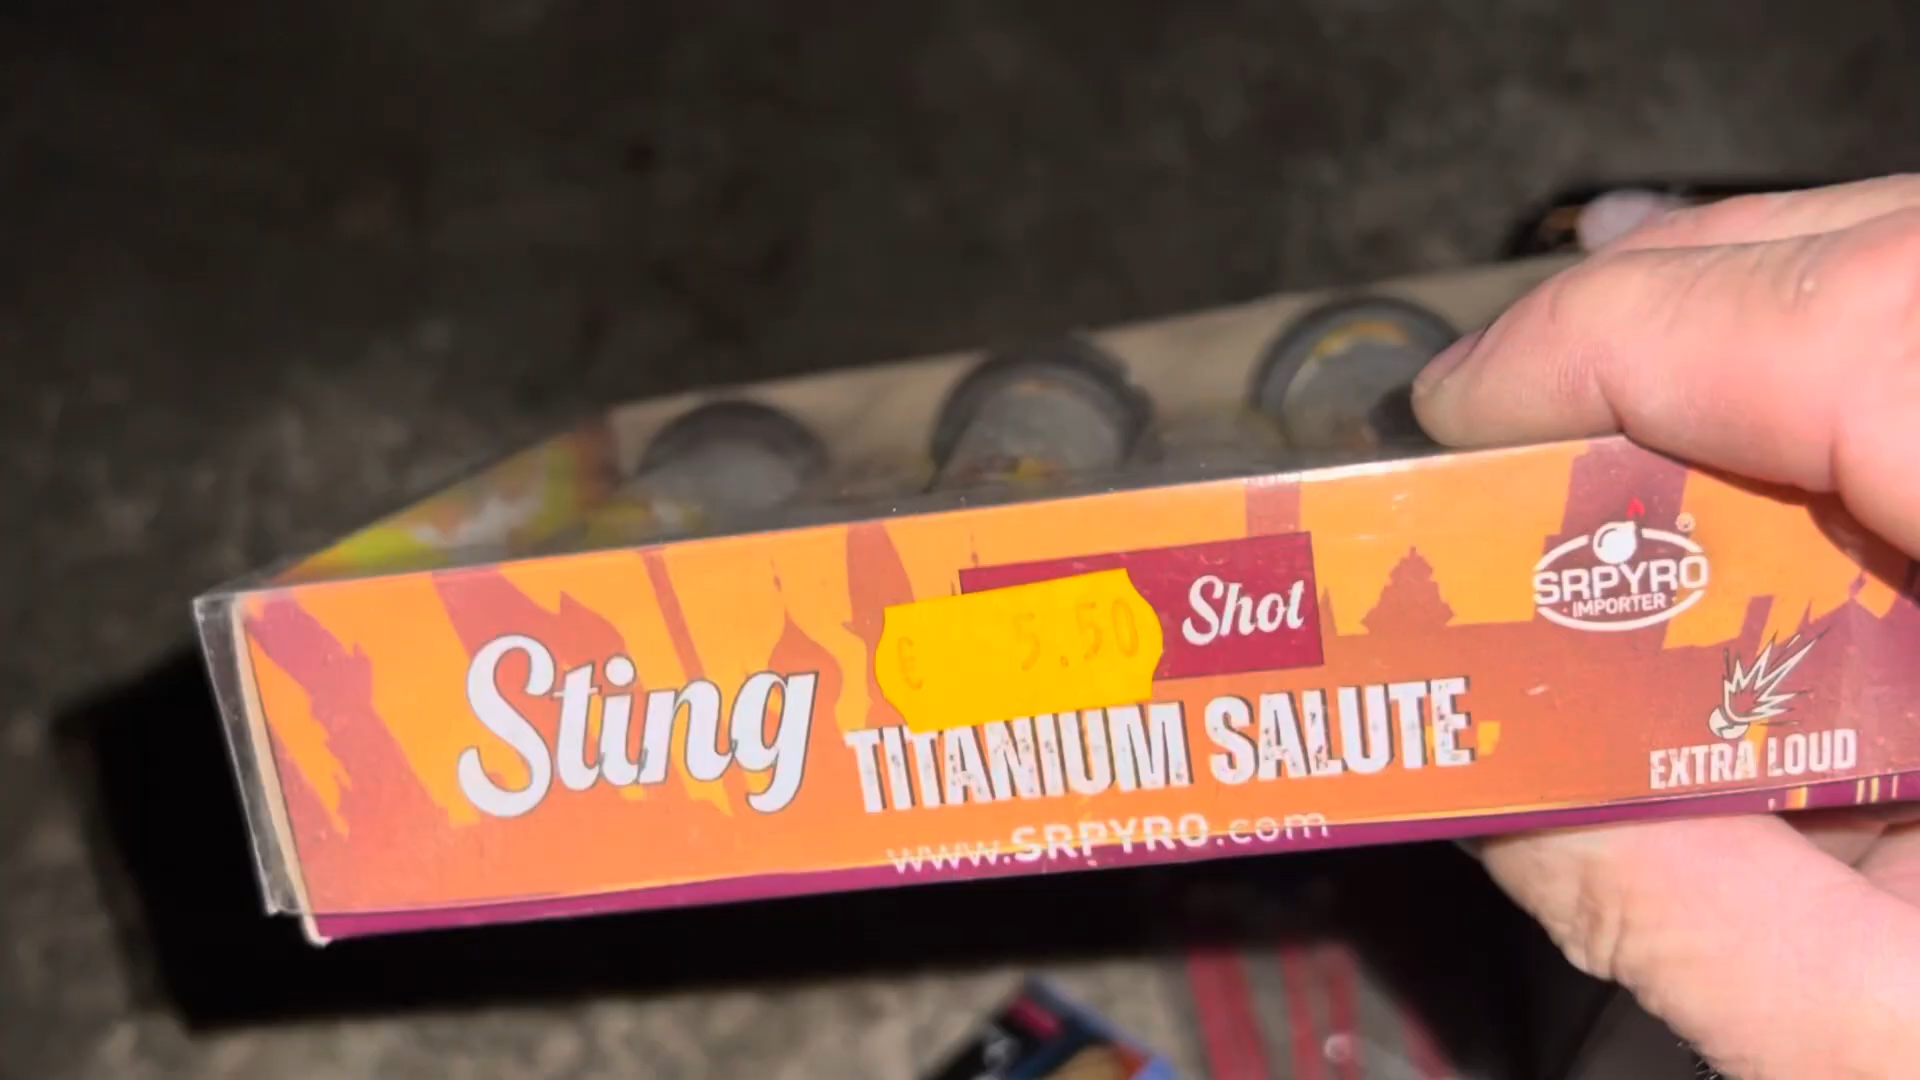 Shot
€ 5.50
Sting
TITANIUM SALUTE
www.SRPYRO.com
SRPYRO®
IMPORTER
EXTRA LOUD